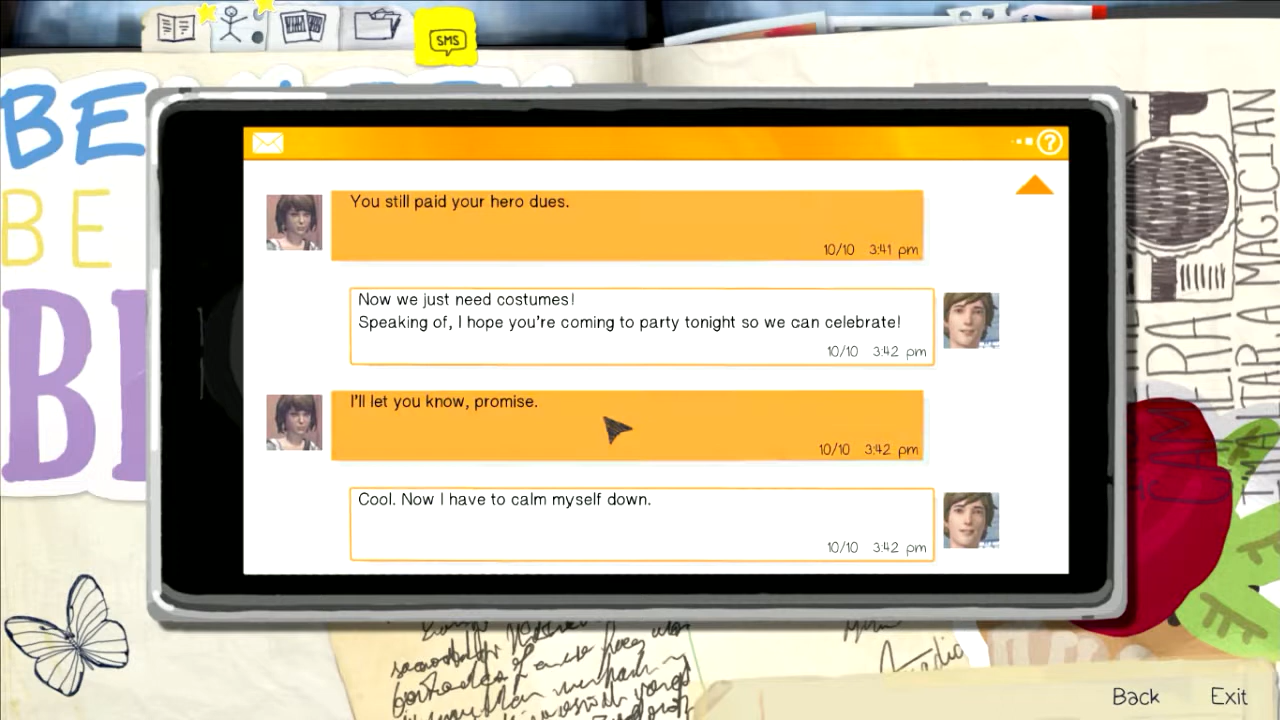 SMS
BE
BE
You still paid your hero dues.
10/10 3:41 pm
Now we just need costumes!
Speaking of, I hope you're coming to party tonight so we can celebrate!
10/10 3:42 pm
I'll let you know, promise.
10/10 3:42 pm
Cool. Now I have to calm myself down.
10/10 3:42 pm
MAGICIAN
Back
Exit